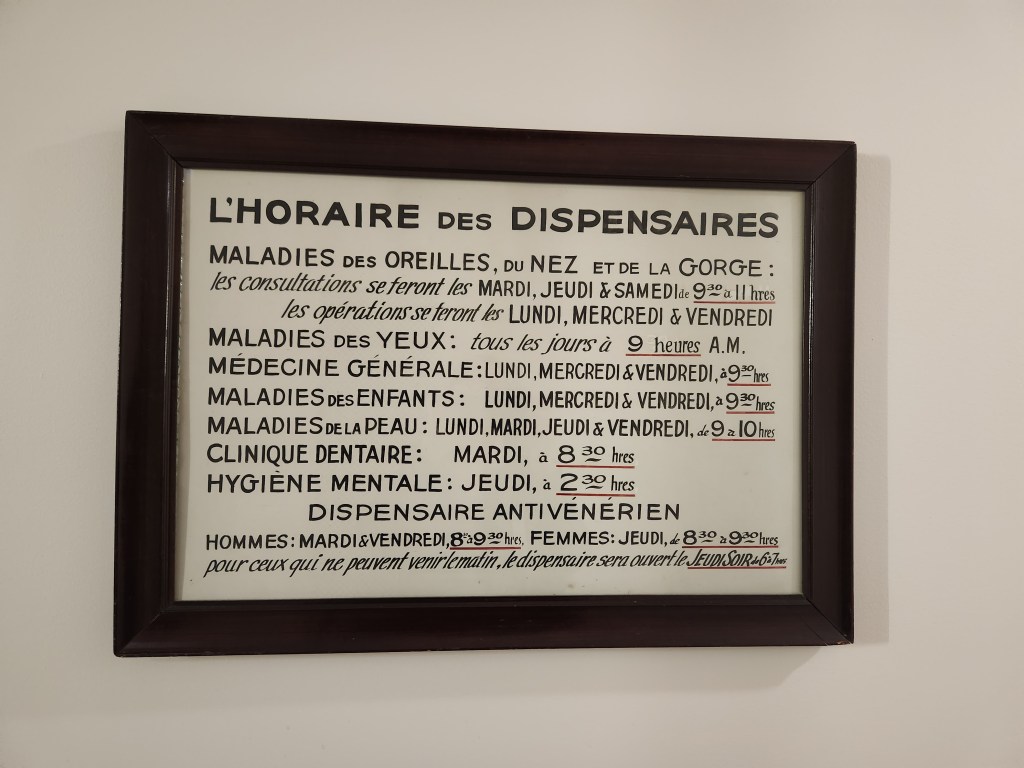 L'HORAIRE DES DISPENSAIRES
MALADIES DES OREILLES, DU NEZ ET DE LA GORGE:
les consultations se feront les MARDI, JEUDI & SAMEDI de 9 30 à 11 hres
les opérations se feront les LUNDI, MERCREDI & VENDREDI
MALADIES DES YEUX: tous les jours à 9 heures A.M.
MÉDECINE GÉNÉRALE: LUNDI, MERCREDI & VENDREDI, à 9 30 hres
MALADIES DES ENFANTS: LUNDI, MERCREDI & VENDREDI, à 9 30 hres
MALADIES DE LA PEAU: LUNDI, MARDI, JEUDI & VENDREDI, de 9 à 10 hres
CLINIQUE DENTAIRE: MARDI, à 8 30 hres
HYGIÈNE MENTALE: JEUDI, à 2 30 hres
DISPENSAIRE ANTIVÉNÉRIEN
HOMMES: MARDI & VENDREDI, 8 à 9 30 hres, FEMMES: JEUDI, de 8 30 à 9 30 hres
pour ceux qui ne peuvent venir le matin, le dispensaire sera ouvert le JEUDI SOIR de 6 à 7 hres